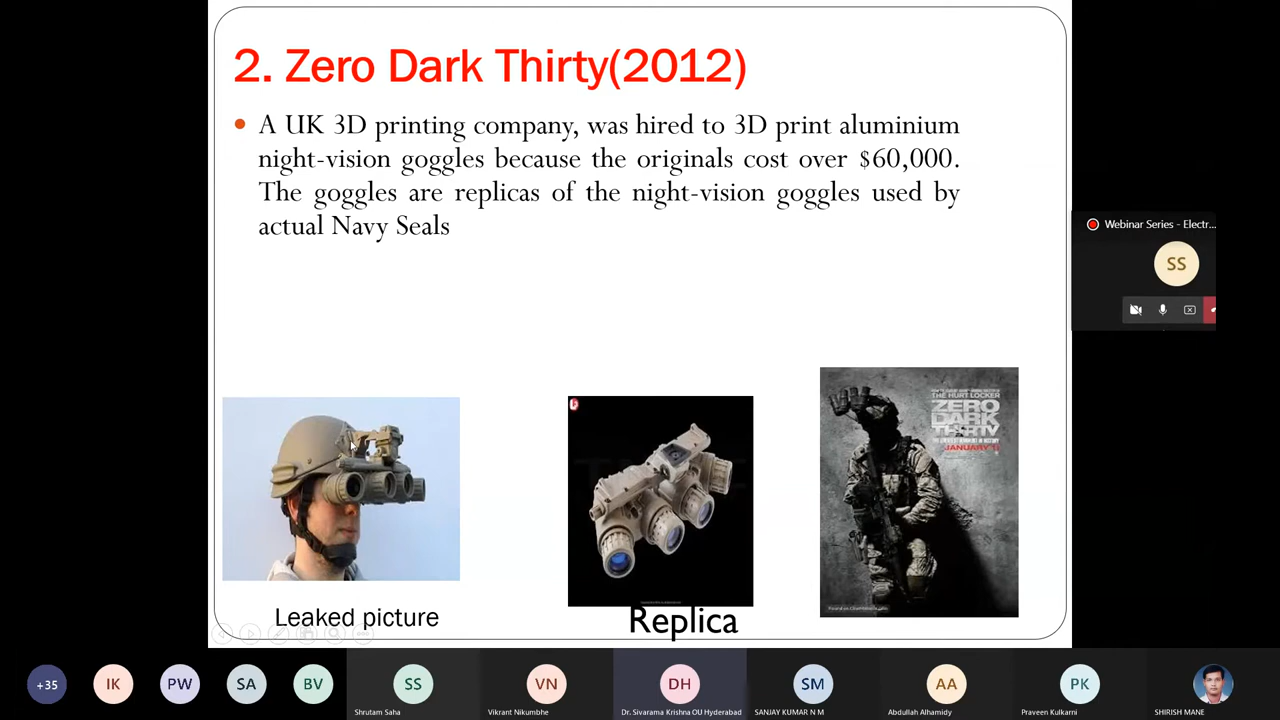 2. Zero Dark Thirty(2012)
A UK 3D printing company, was hired to 3D print aluminium
night-vision goggles because the originals cost over $60,000.
The goggles are replicas of the night-vision goggles used by
actual Navy Seals
Webinar Series - Electr...
SS
THE HURT LOCKER
ZERO
DARK
THIRTY
JANUARY 11
Leaked picture
Replica
+35
IK
PW
SA
BV
SS
VN
DH
SM
AA
PK
Shrutam Saha
Vikrant Nikumbhe
Dr. Sivarama Krishna OU Hyderabad
SANJAY KUMAR N M
Abdullah Alhamidy
Praveen Kulkarni
SHIRISH MANE